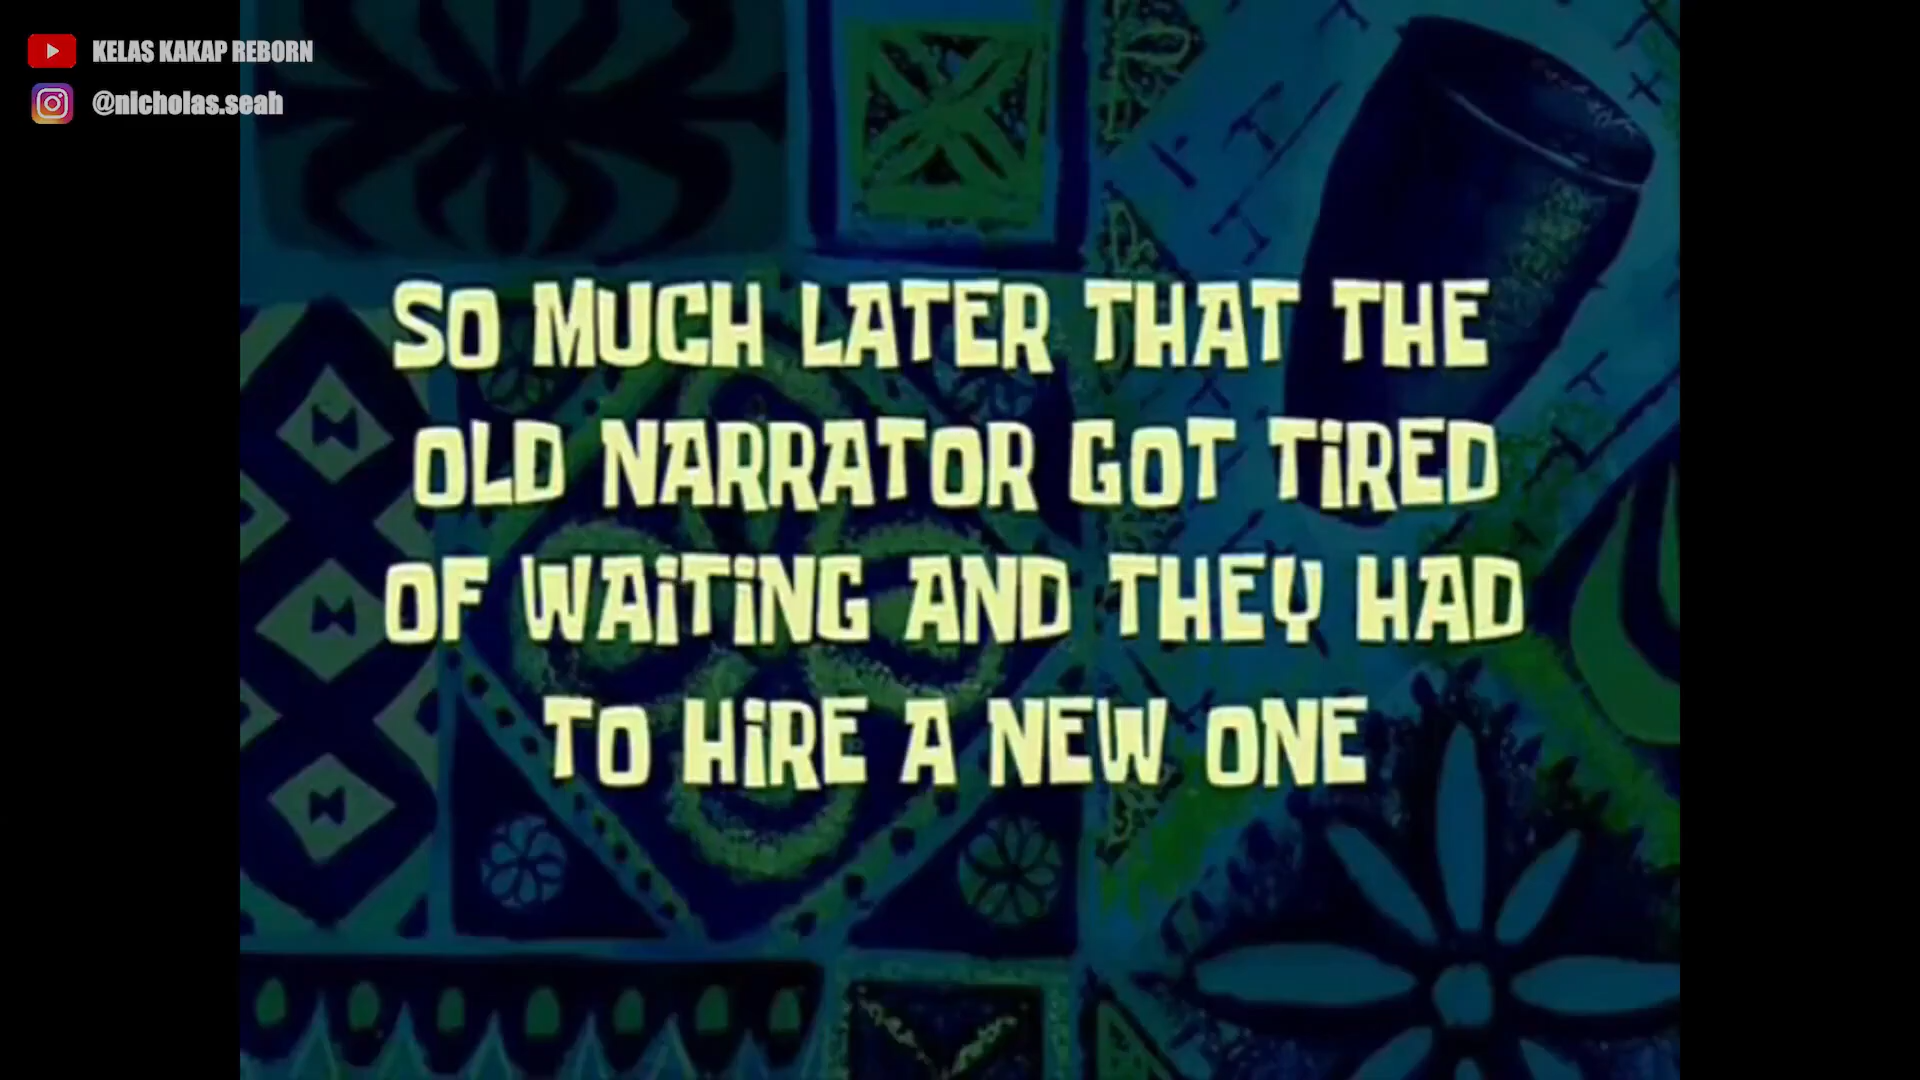 KELAS KAKAP REBORN
@nicholas.seah
SO MUCH LATER THAT THE
OLD NARRATOR GOT TiRED
OF WAiTiNG AND THEY HAD
TO HiRE A NEW ONE